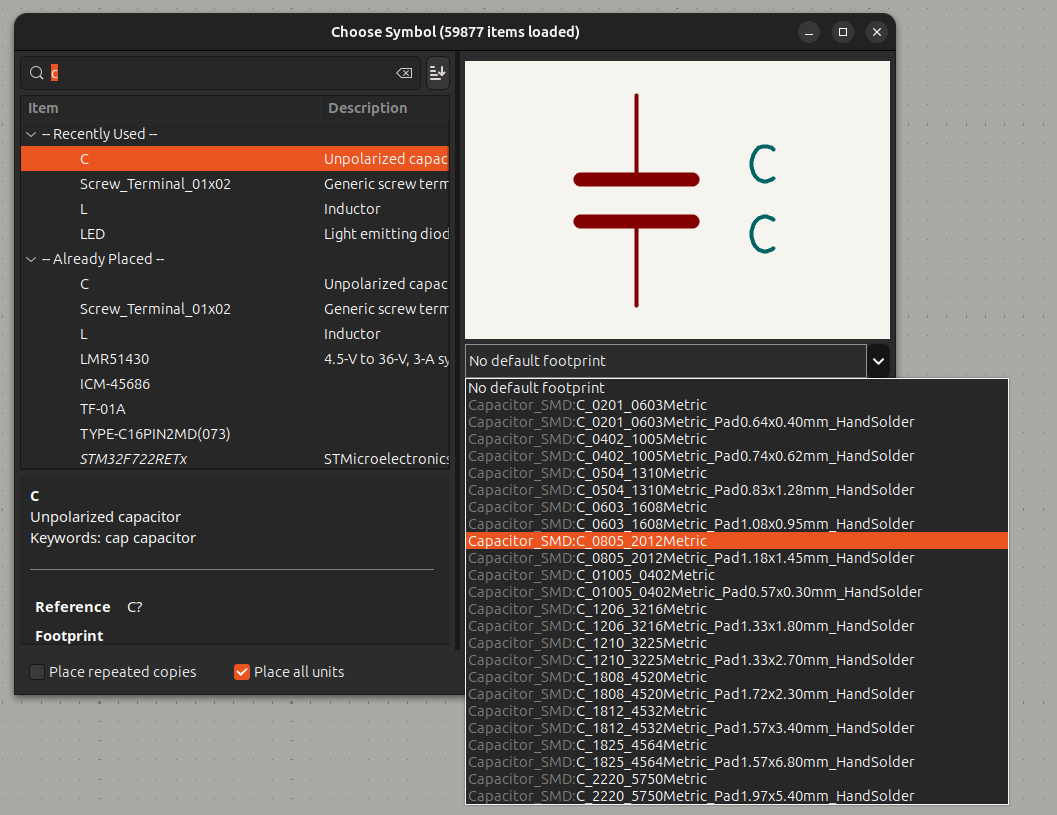 Choose Symbol (59877 items loaded)
c
Item Description
-- Recently Used --
C Unpolarized capac
Screw_Terminal_01x02 Generic screw term
L Inductor
LED Light emitting diod
-- Already Placed --
C Unpolarized capac
Screw_Terminal_01x02 Generic screw term
L Inductor
LMR51430 4.5-V to 36-V, 3-A sy
ICM-45686
TF-01A
TYPE-C16PIN2MD(073)
STM32F722RETx STMicroelectronics
C
Unpolarized capacitor
Keywords: cap capacitor
Reference C?
Footprint
Place repeated copies Place all units
C
C
No default footprint
No default footprint
Capacitor_SMD:C_0201_0603Metric
Capacitor_SMD:C_0201_0603Metric_Pad0.64x0.40mm_HandSolder
Capacitor_SMD:C_0402_1005Metric
Capacitor_SMD:C_0402_1005Metric_Pad0.74x0.62mm_HandSolder
Capacitor_SMD:C_0504_1310Metric
Capacitor_SMD:C_0504_1310Metric_Pad0.83x1.28mm_HandSolder
Capacitor_SMD:C_0603_1608Metric
Capacitor_SMD:C_0603_1608Metric_Pad1.08x0.95mm_HandSolder
Capacitor_SMD:C_0805_2012Metric
Capacitor_SMD:C_0805_2012Metric_Pad1.18x1.45mm_HandSolder
Capacitor_SMD:C_01005_0402Metric
Capacitor_SMD:C_01005_0402Metric_Pad0.57x0.30mm_HandSolder
Capacitor_SMD:C_1206_3216Metric
Capacitor_SMD:C_1206_3216Metric_Pad1.33x1.80mm_HandSolder
Capacitor_SMD:C_1210_3225Metric
Capacitor_SMD:C_1210_3225Metric_Pad1.33x2.70mm_HandSolder
Capacitor_SMD:C_1808_4520Metric
Capacitor_SMD:C_1808_4520Metric_Pad1.72x2.30mm_HandSolder
Capacitor_SMD:C_1812_4532Metric
Capacitor_SMD:C_1812_4532Metric_Pad1.57x3.40mm_HandSolder
Capacitor_SMD:C_1825_4564Metric
Capacitor_SMD:C_1825_4564Metric_Pad1.57x6.80mm_HandSolder
Capacitor_SMD:C_2220_5750Metric
Capacitor_SMD:C_2220_5750Metric_Pad1.97x5.40mm_HandSolder